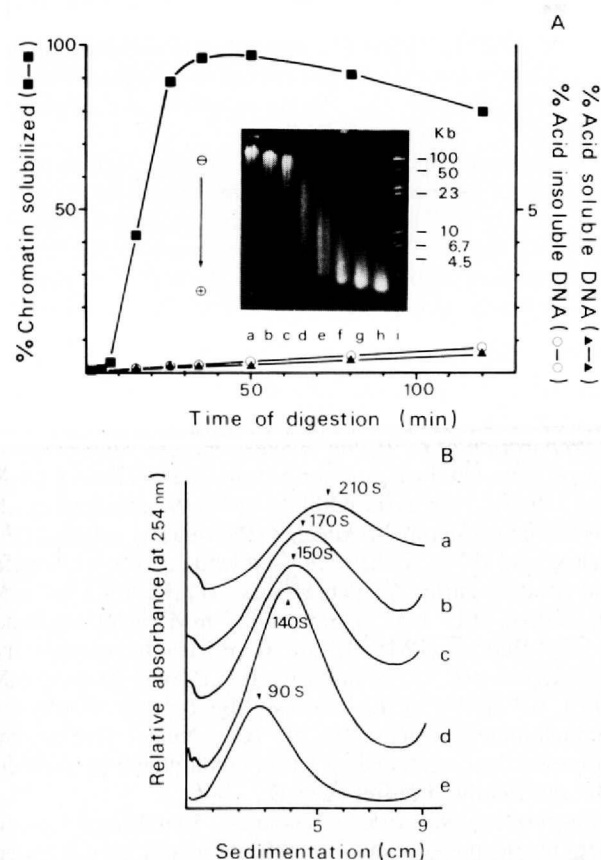 A
100
50
5
% Chromatin solubilized (■–■)
% Acid insoluble DNA (○–○)
% Acid soluble DNA (▲–▲)
⊖
⊕
Kb
100
50
23
10
6.7
4.5
a b c d e f g h i
50 100
Time of digestion (min)
B
210 S
170 S
150S
140S
90 S
a
b
c
d
e
Relative absorbance (at 254 nm)
5 9
Sedimentation (cm)